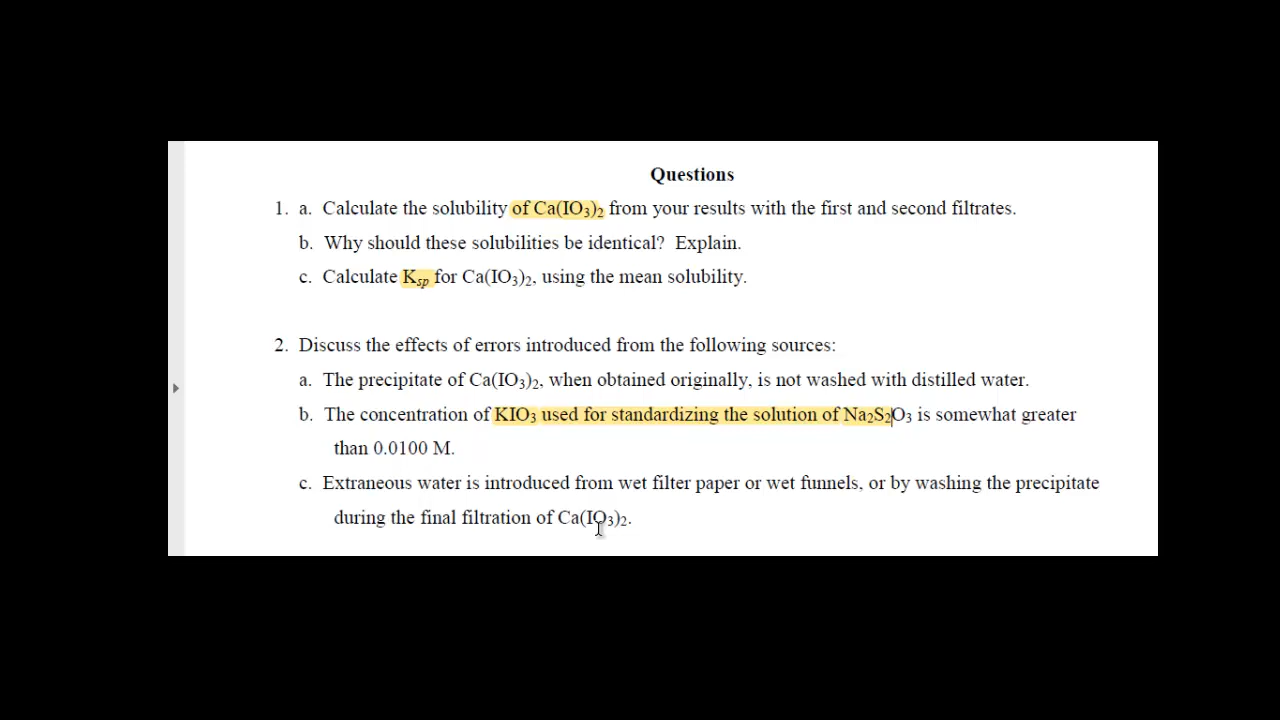 Questions
1. a. Calculate the solubility of Ca(IO₃)₂ from your results with the first and second filtrates.
b. Why should these solubilities be identical? Explain.
c. Calculate Kₛₚ for Ca(IO₃)₂, using the mean solubility.
2. Discuss the effects of errors introduced from the following sources:
a. The precipitate of Ca(IO₃)₂, when obtained originally, is not washed with distilled water.
b. The concentration of KIO₃ used for standardizing the solution of Na₂S₂O₃ is somewhat greater
than 0.0100 M.
c. Extraneous water is introduced from wet filter paper or wet funnels, or by washing the precipitate
during the final filtration of Ca(IO₃)₂.